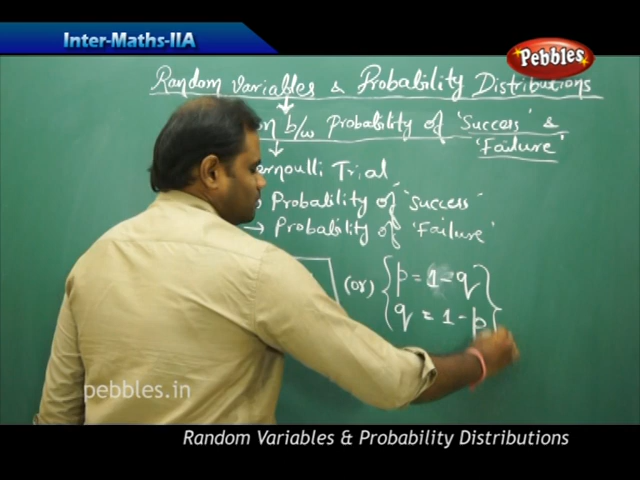 Inter-Maths-IIA
Pebbles
Random Variables & Probability Distributions
b/w Probability of 'Success' &
'Failure'
Trial
Probability of "Success"
→ Probability of "Failure"
(or) { p = 1 - q
q = 1 - p }
pebbles.in
Random Variables & Probability Distributions